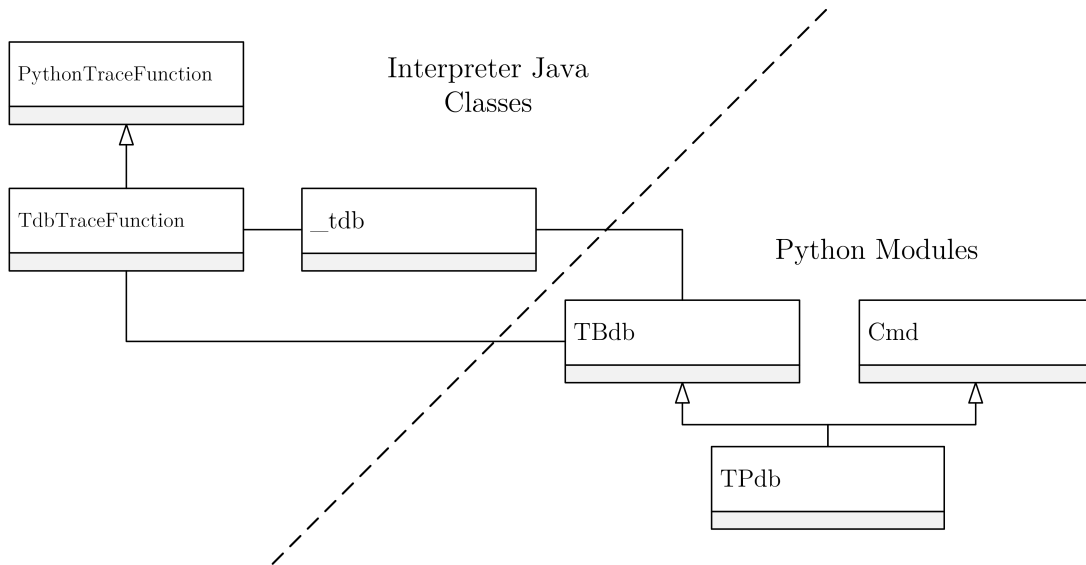 PythonTraceFunction
Interpreter Java
Classes
TdbTraceFunction
_tdb
Python Modules
TBdb
Cmd
TPdb